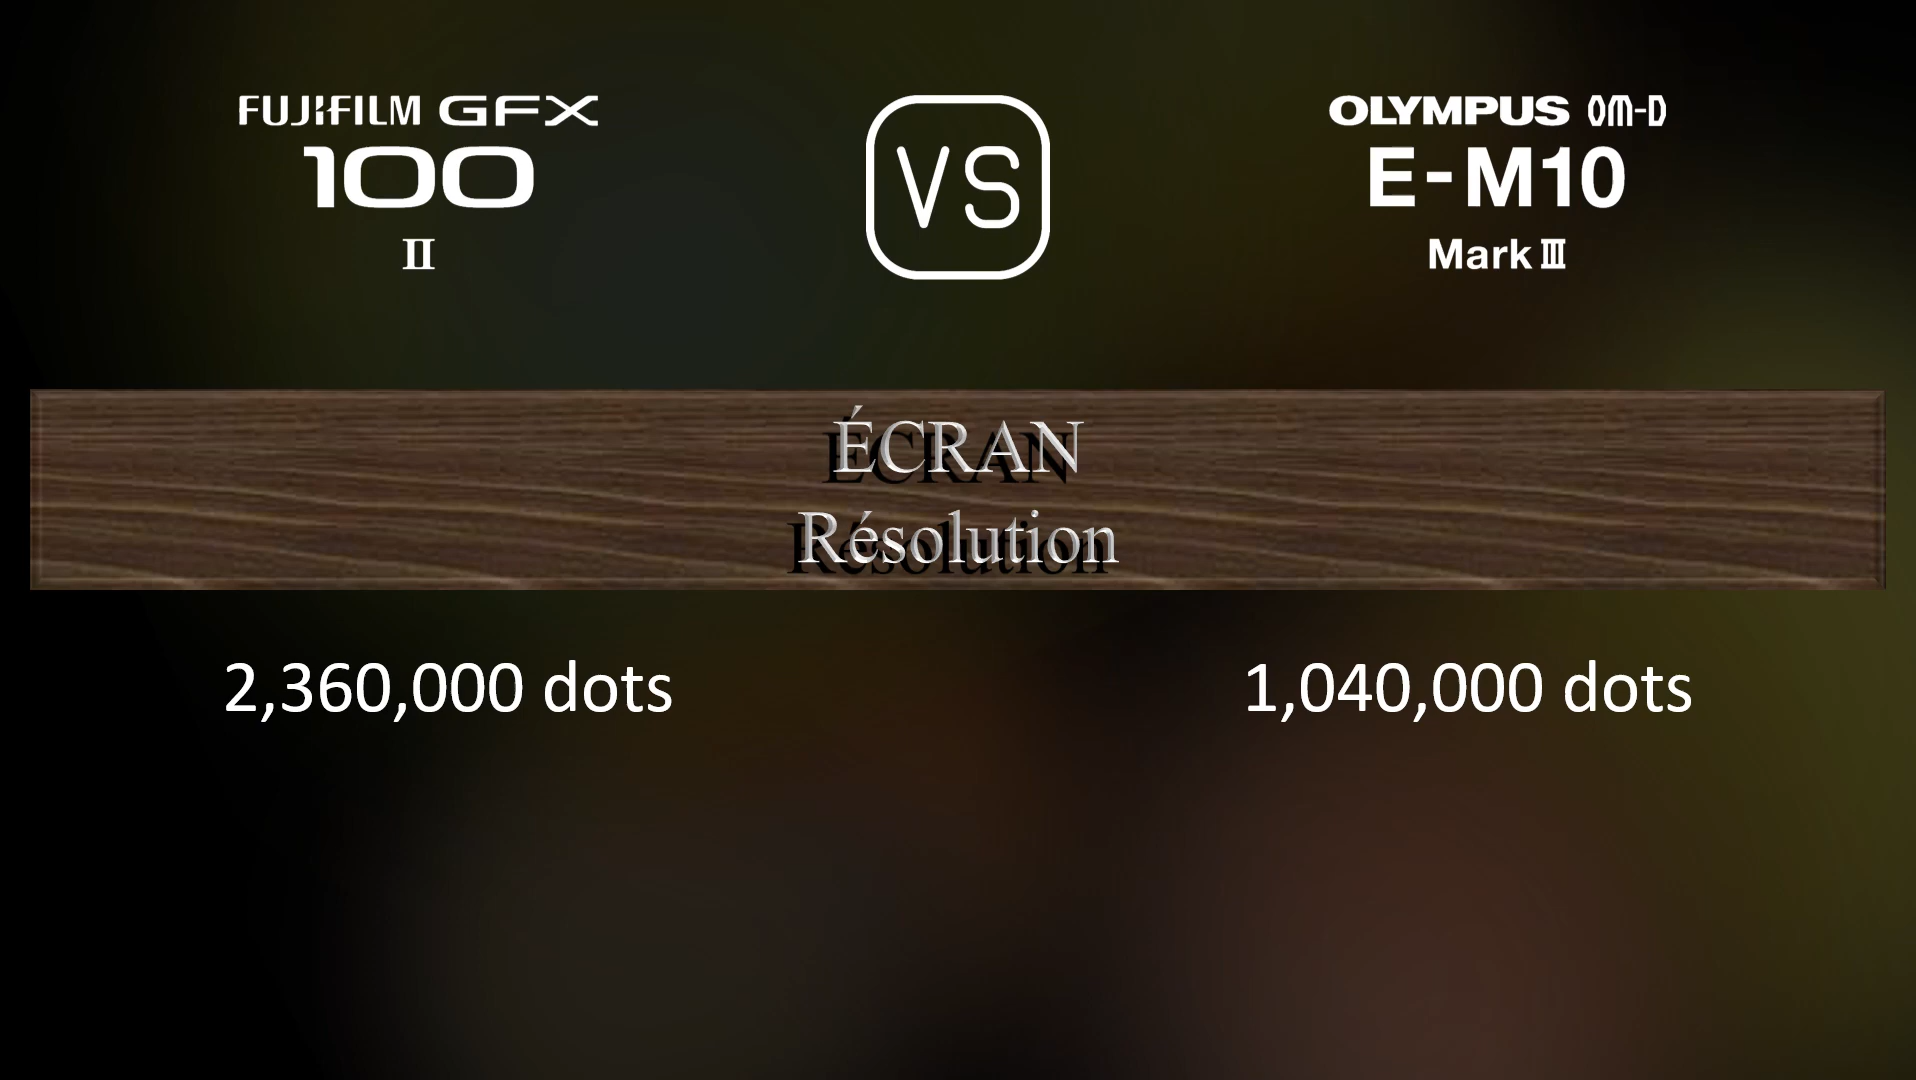 FUJIFILM GFX
100
II
VS
OLYMPUS OM-D
E-M10
Mark III
ÉCRAN
Résolution
2,360,000 dots
1,040,000 dots